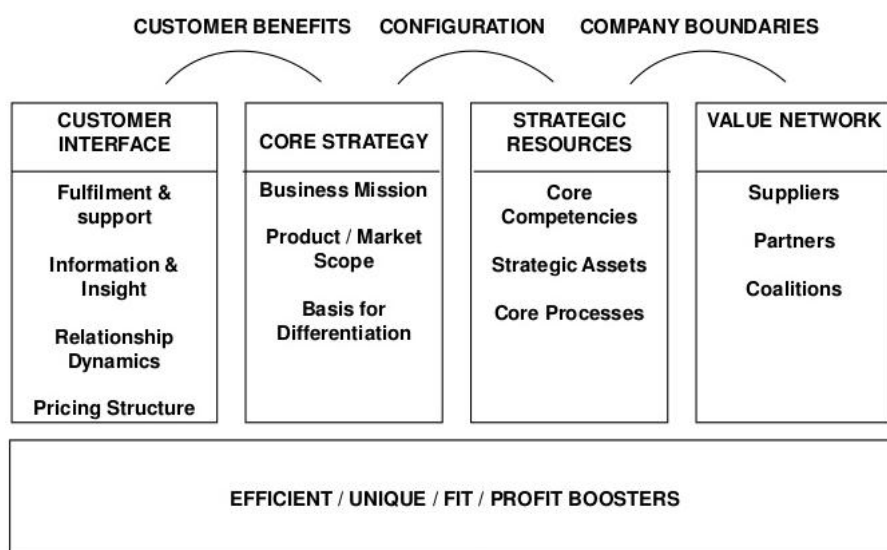 CUSTOMER BENEFITS
CONFIGURATION
COMPANY BOUNDARIES
CUSTOMER
INTERFACE
Fulfilment &
support
Information &
Insight
Relationship
Dynamics
Pricing Structure
CORE STRATEGY
Business Mission
Product / Market
Scope
Basis for
Differentiation
STRATEGIC
RESOURCES
Core
Competencies
Strategic Assets
Core Processes
VALUE NETWORK
Suppliers
Partners
Coalitions
EFFICIENT / UNIQUE / FIT / PROFIT BOOSTERS